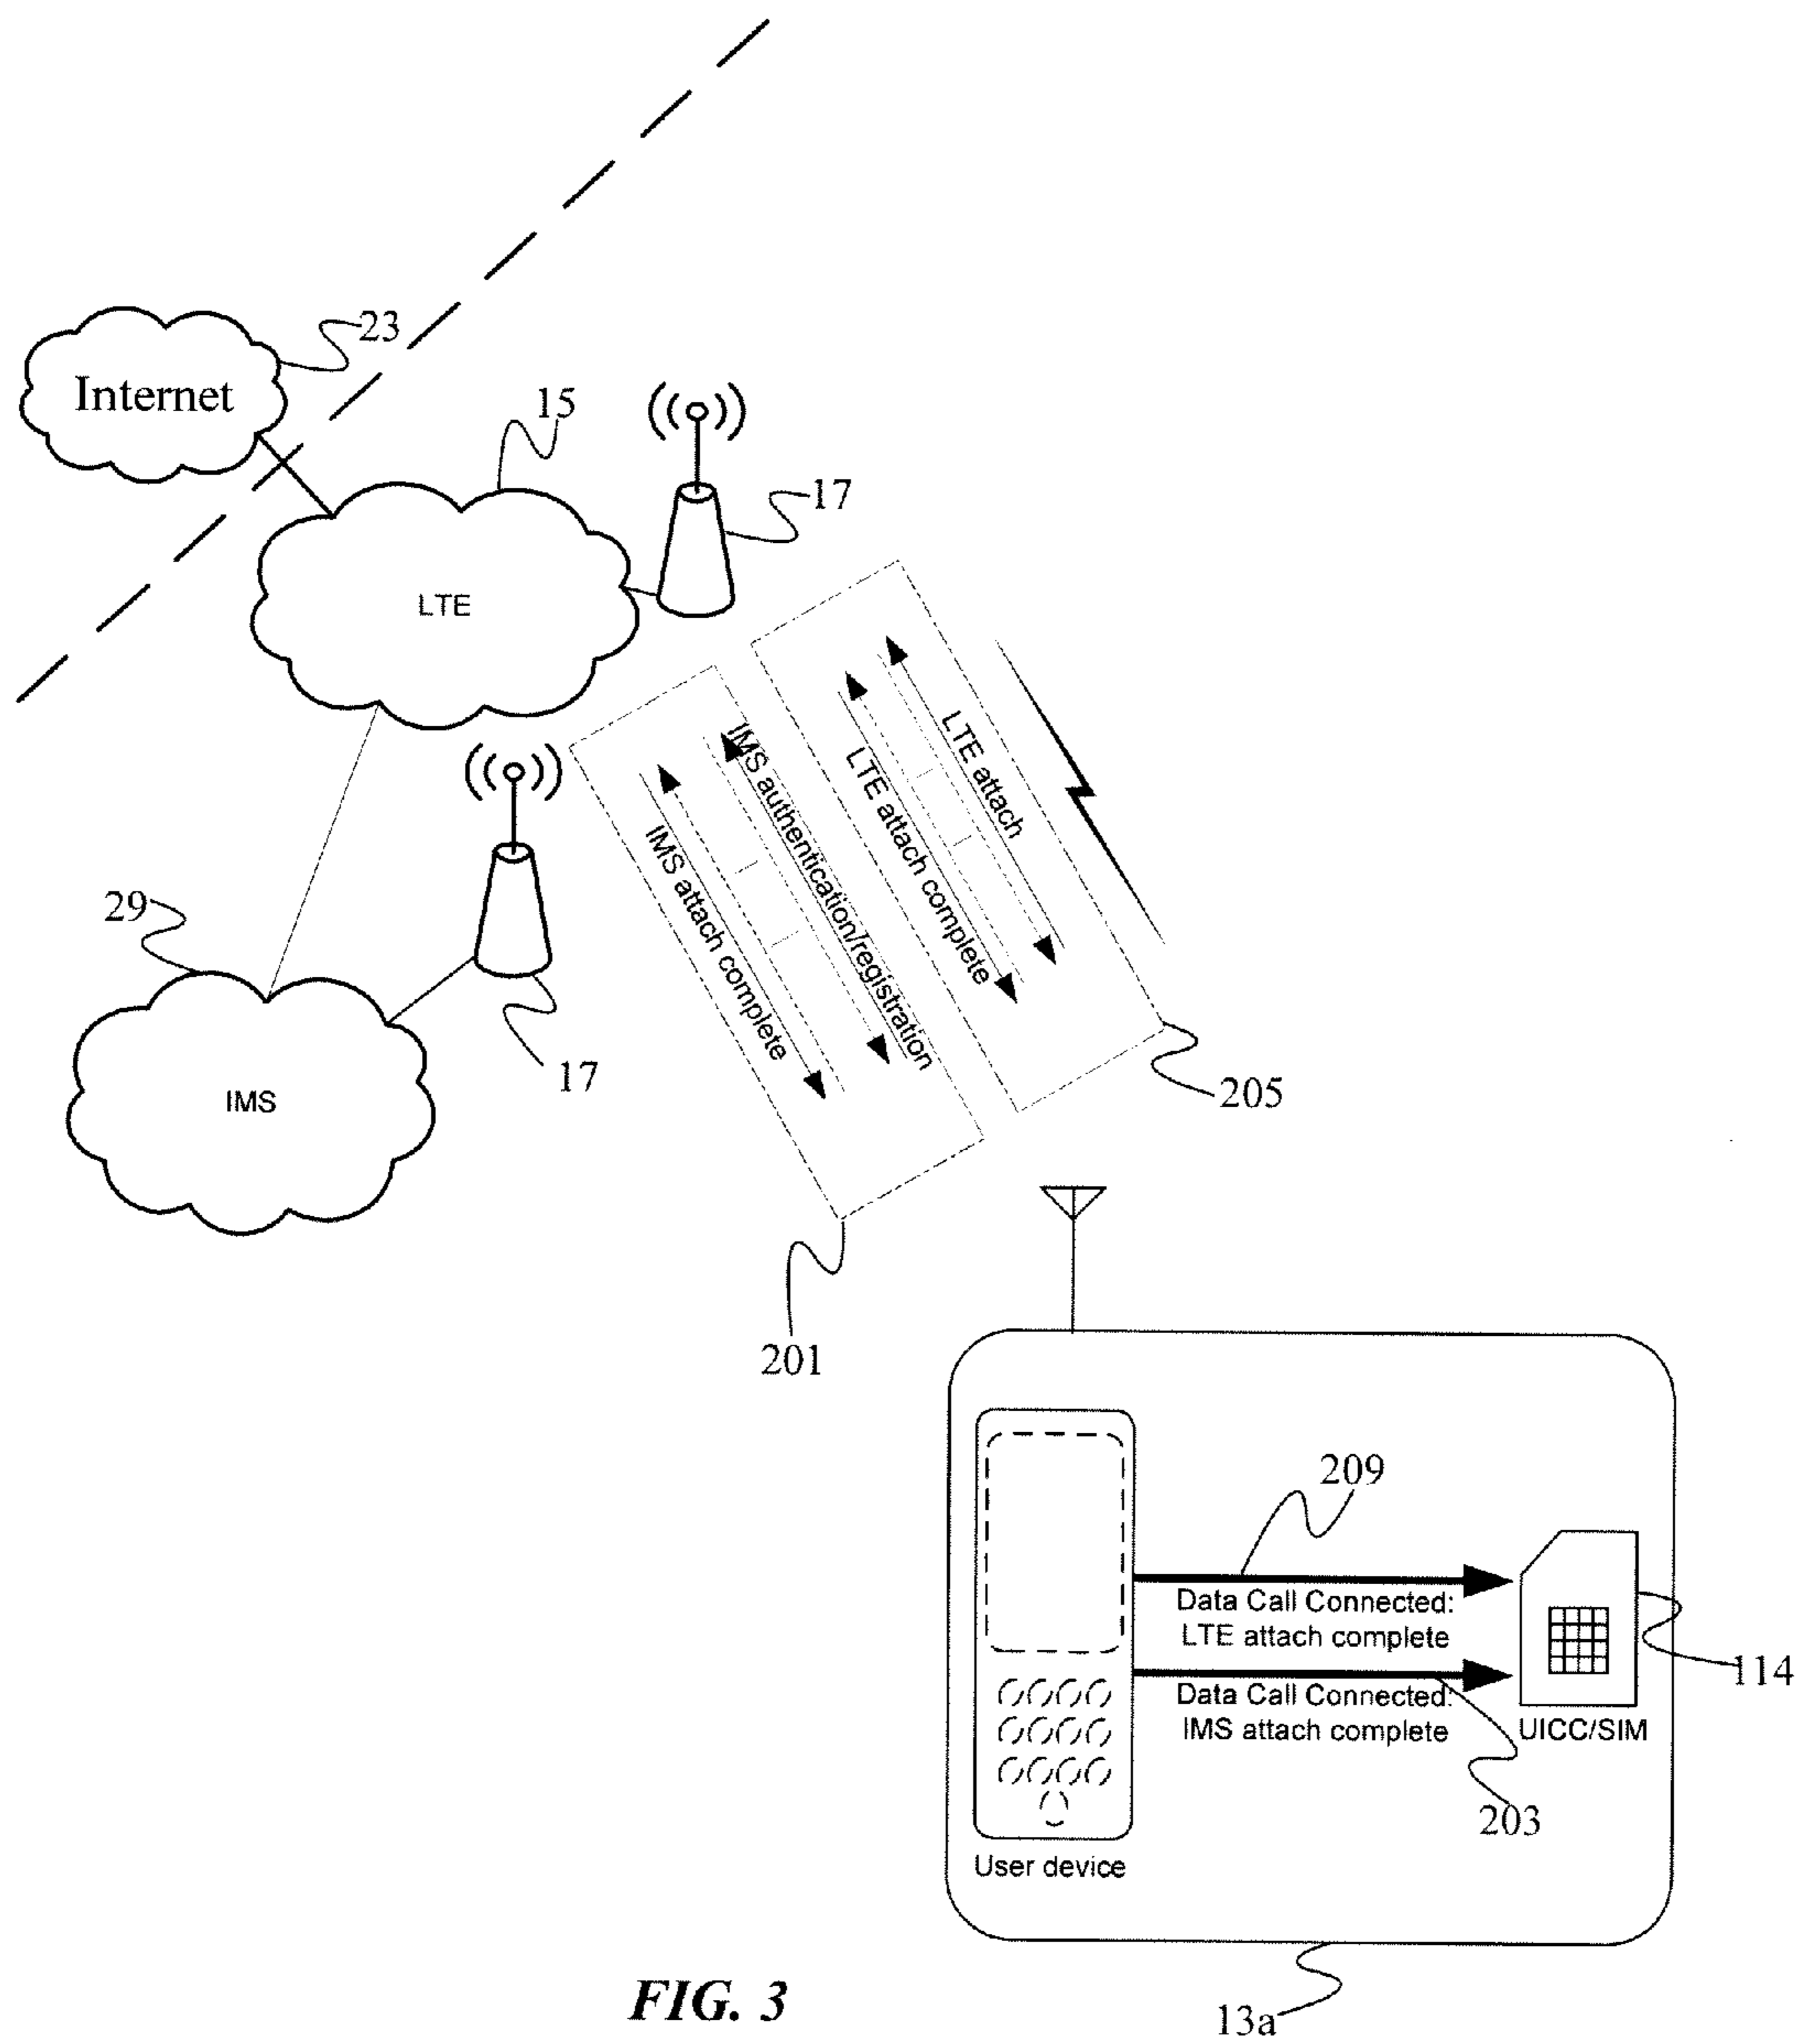 23
Internet
15
17
LTE
LTE attach
LTE attach complete
IMS authentication/registration
IMS attach complete
29
17
IMS
205
201
209
Data Call Connected:
LTE attach complete
114
Data Call Connected:
IMS attach complete
UICC/SIM
203
User device
FIG. 3
13a